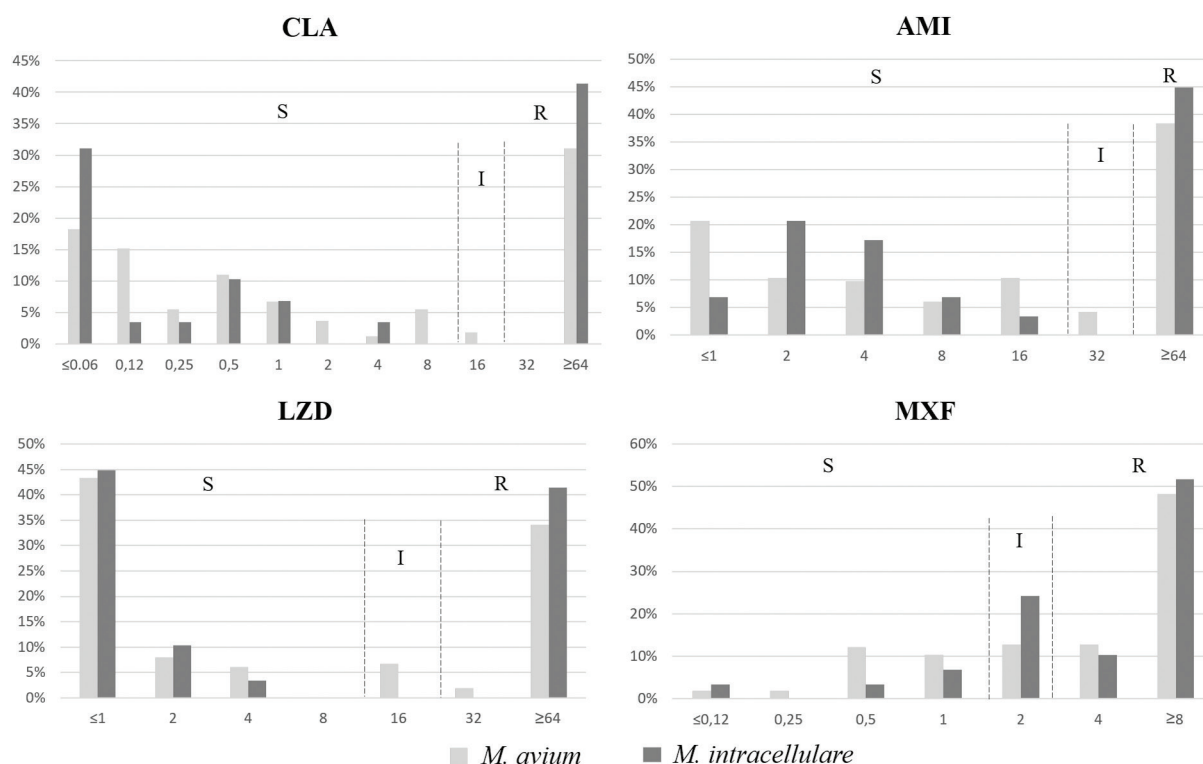 CLA
45%
40%
35%
30%
25%
20%
15%
10%
5%
0%
S
I
R
≤0.06 0,12 0,25 0,5 1 2 4 8 16 32 ≥64
AMI
50%
45%
40%
35%
30%
25%
20%
15%
10%
5%
0%
S
I
R
≤1 2 4 8 16 32 ≥64
LZD
50%
45%
40%
35%
30%
25%
20%
15%
10%
5%
0%
S
I
R
≤1 2 4 8 16 32 ≥64
MXF
60%
50%
40%
30%
20%
10%
0%
S
I
R
≤0,12 0,25 0,5 1 2 4 ≥8
M. avium M. intracellulare